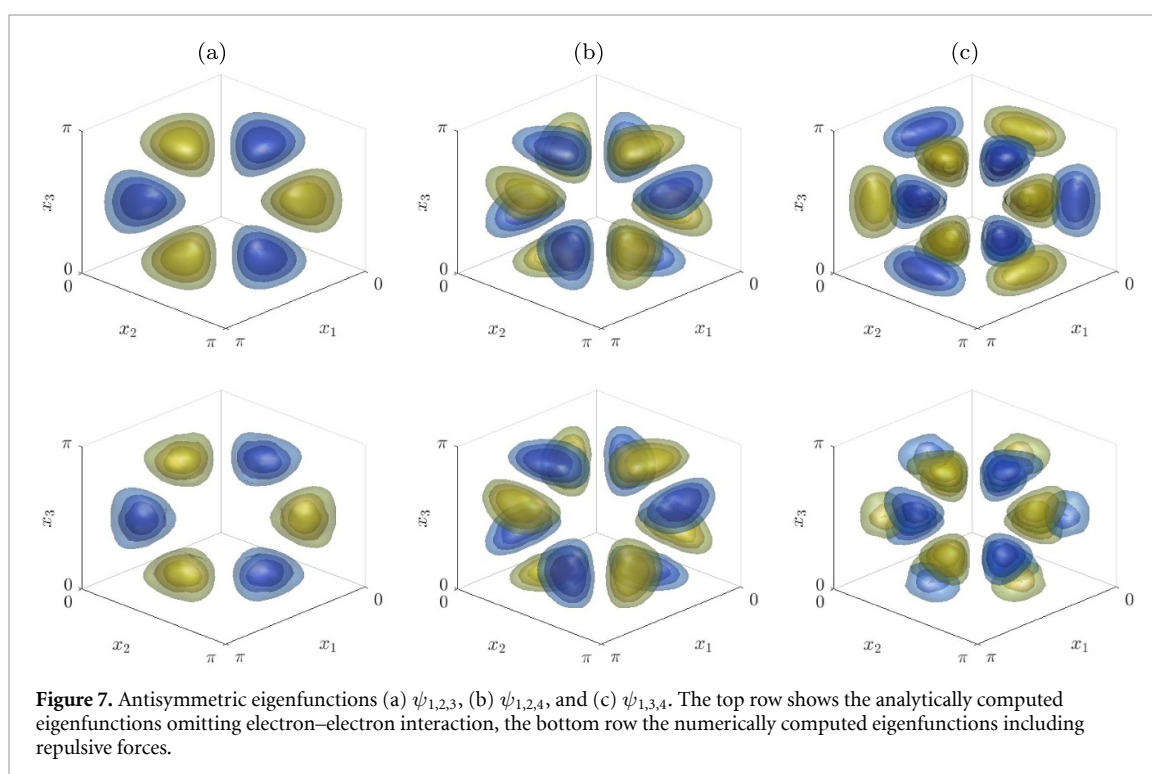 (a)
(b)
(c)
π
x₃
0
0
x₂
π
π
x₁
0
π
x₃
0
0
x₂
π
π
x₁
0
π
x₃
0
0
x₂
π
π
x₁
0
π
x₃
0
0
x₂
π
π
x₁
0
π
x₃
0
0
x₂
π
π
x₁
0
π
x₃
0
0
x₂
π
π
x₁
0
Figure 7. Antisymmetric eigenfunctions (a) ψ₁,₂,₃, (b) ψ₁,₂,₄, and (c) ψ₁,₃,₄. The top row shows the analytically computed
eigenfunctions omitting electron–electron interaction, the bottom row the numerically computed eigenfunctions including
repulsive forces.